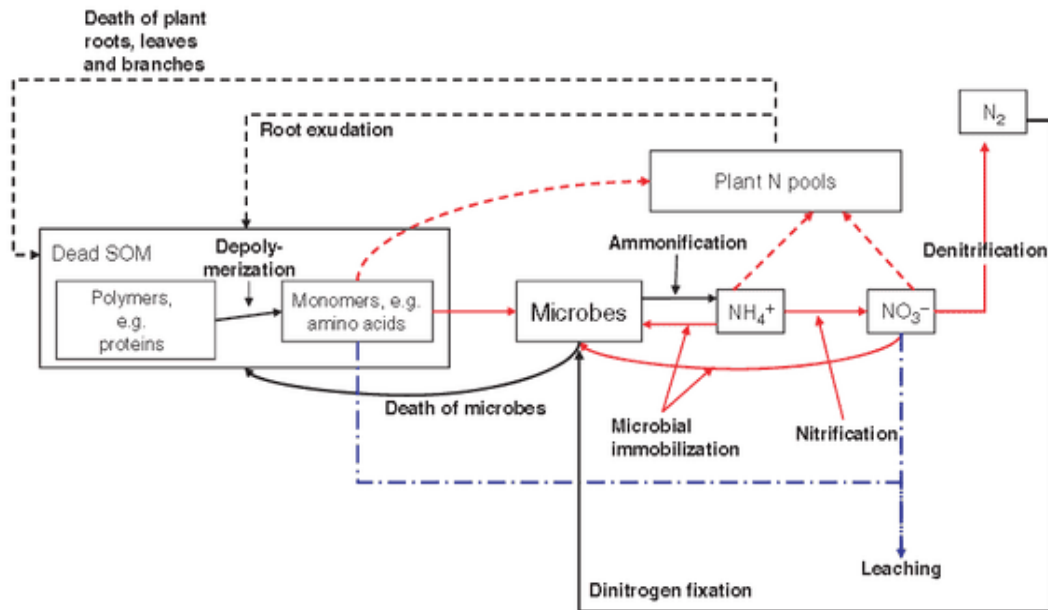 Death of plant
roots, leaves
and branches
N₂
Root exudation
Plant N pools
Dead SOM
Depoly-
merization
Ammonification
Denitrification
Polymers,
e.g.
proteins
Monomers, e.g.
amino acids
Microbes
NH₄⁺
NO₃⁻
Death of microbes
Microbial
immobilization
Nitrification
Leaching
Dinitrogen fixation